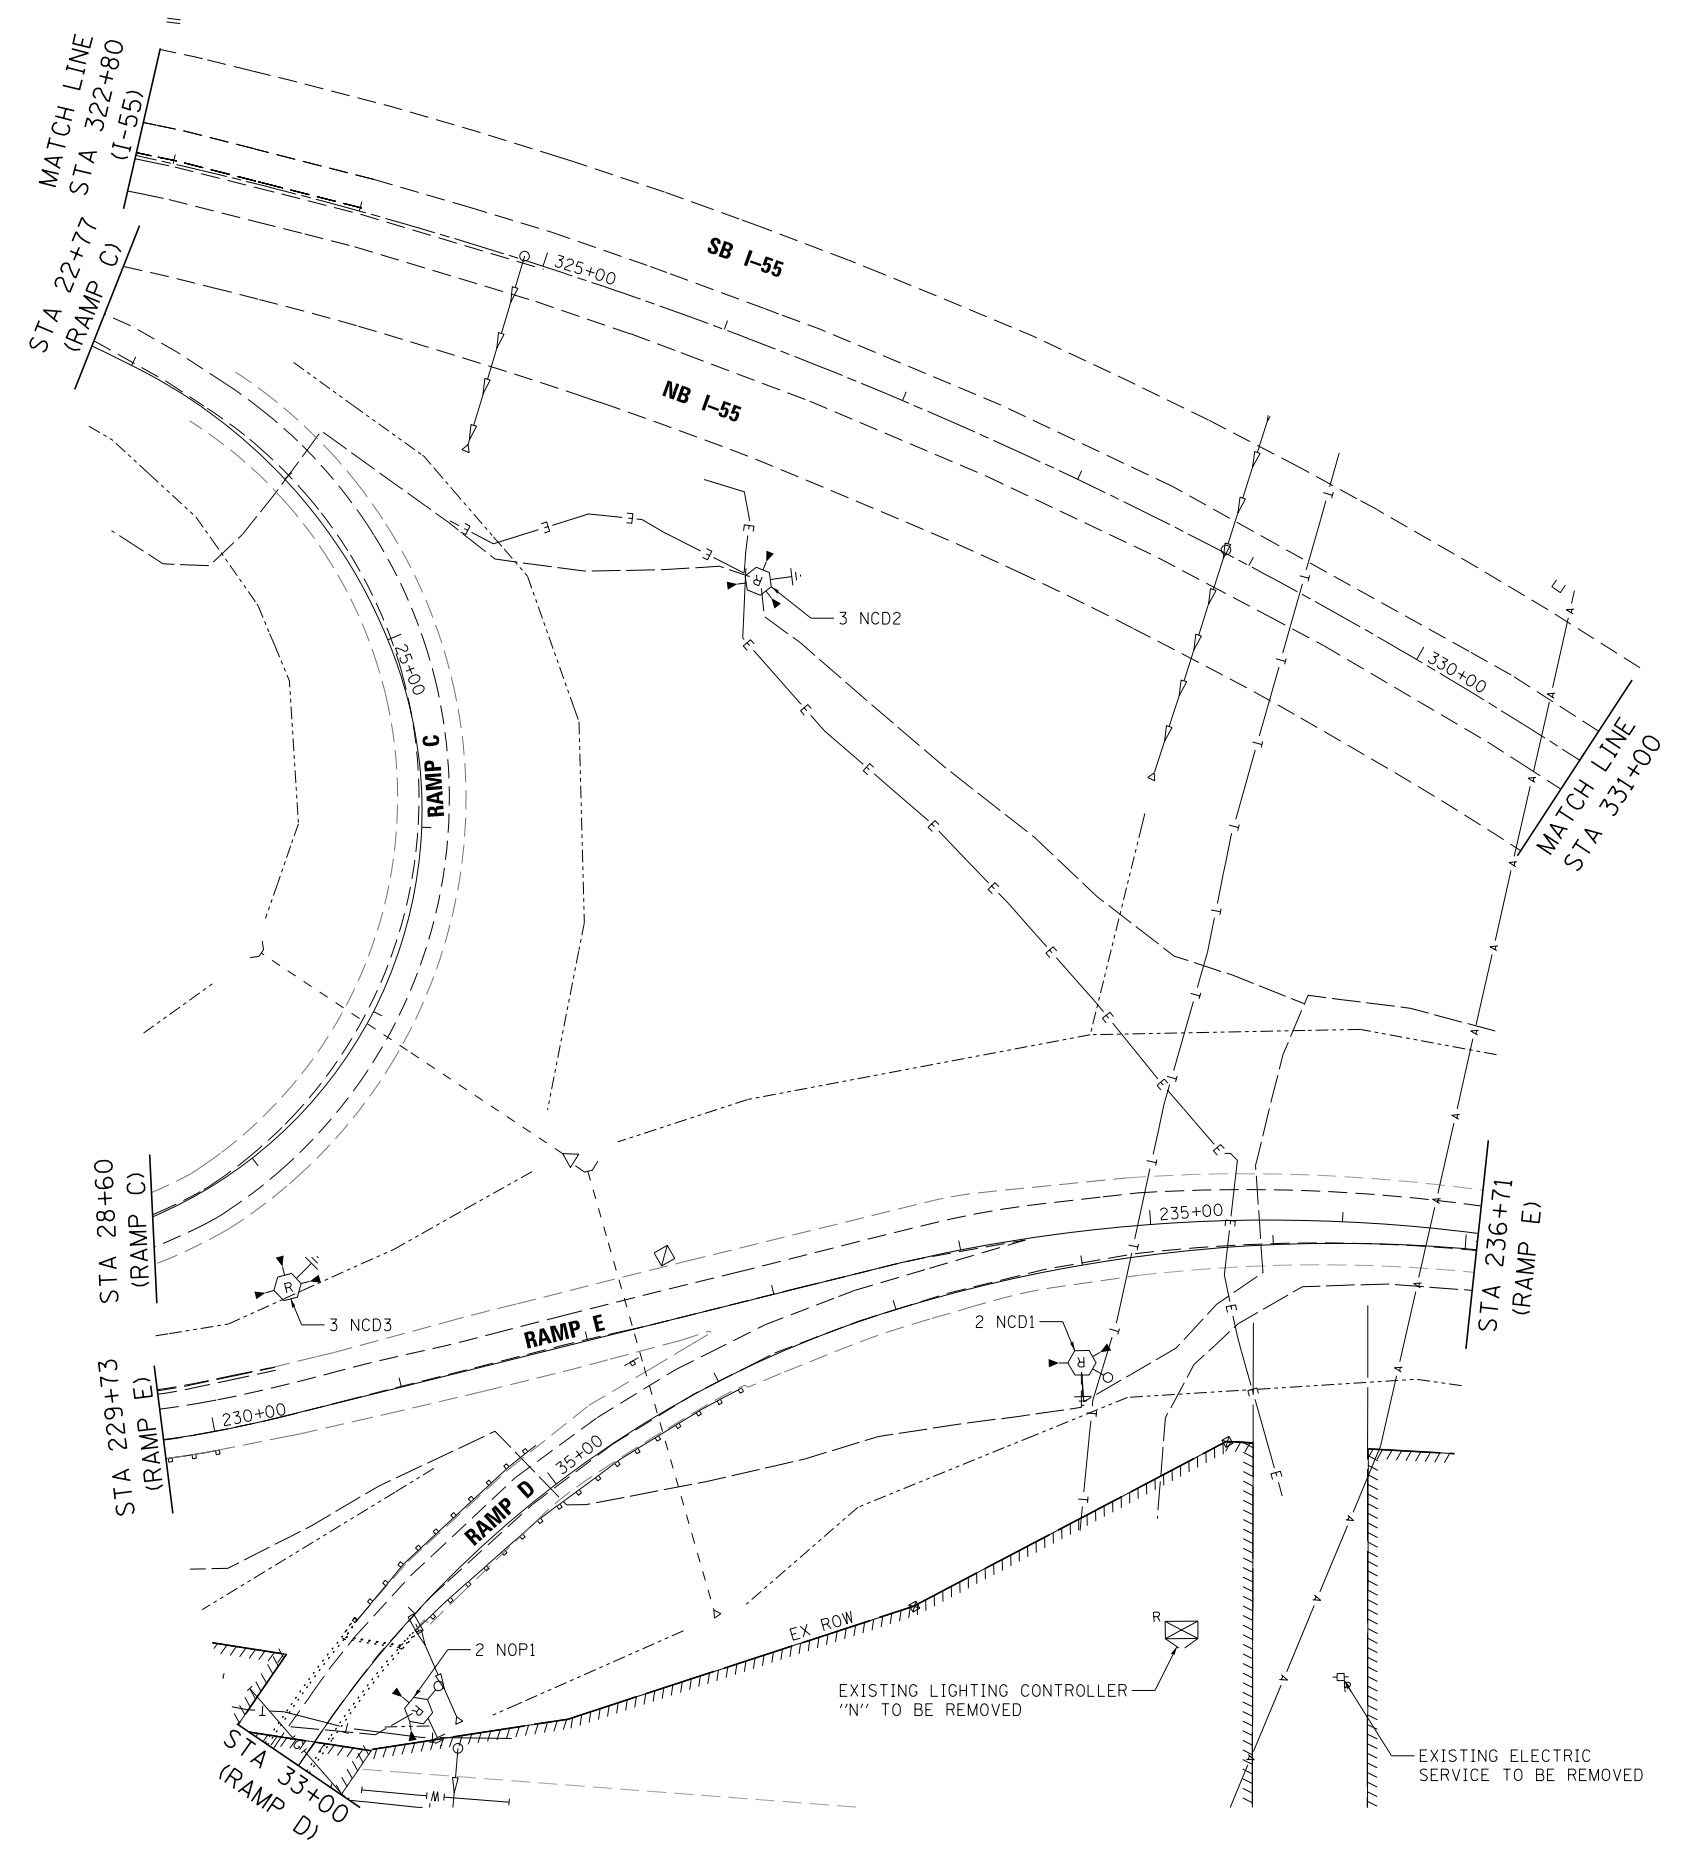 MATCH LINE
STA 322+80
(I-55)
STA 22+77
(RAMP C)
SB I-55
325+00
NB I-55
E
E
E
E
E
R
3 NCD2
E
E
E
E
E
E
E
E
E
E
E
E
E
E
T
T
T
T
T
T
T
T
T
T
T
T
T
A
A
A
A
A
A
A
A
A
A
A
A
A
A
330+00
MATCH LINE
STA 331+00
25+00
RAMP C
STA 28+60
(RAMP C)
R
3 NCD3
RAMP E
235+00
STA 236+71
(RAMP E)
2 NCD1
R
STA 229+73
(RAMP E)
230+00
35+00
RAMP D
2 NOP1
R
EX ROW
R
EXISTING LIGHTING CONTROLLER
"N" TO BE REMOVED
R
EXISTING ELECTRIC
SERVICE TO BE REMOVED
T
W
STA 33+00
(RAMP D)